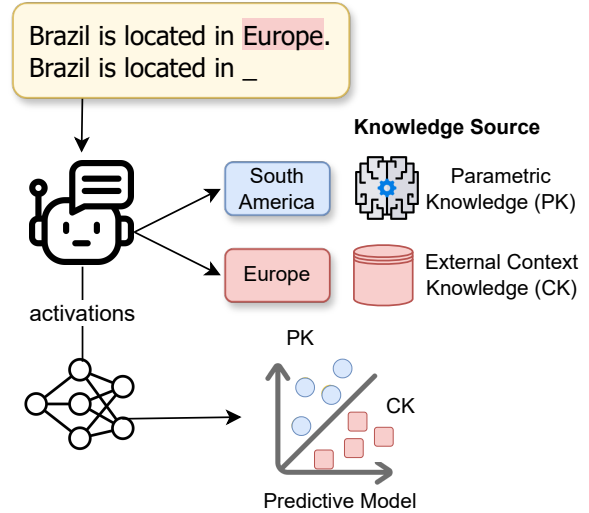 Brazil is located in Europe.
Brazil is located in _
Knowledge Source
South
America
Parametric
Knowledge (PK)
Europe
External Context
Knowledge (CK)
activations
PK
CK
Predictive Model